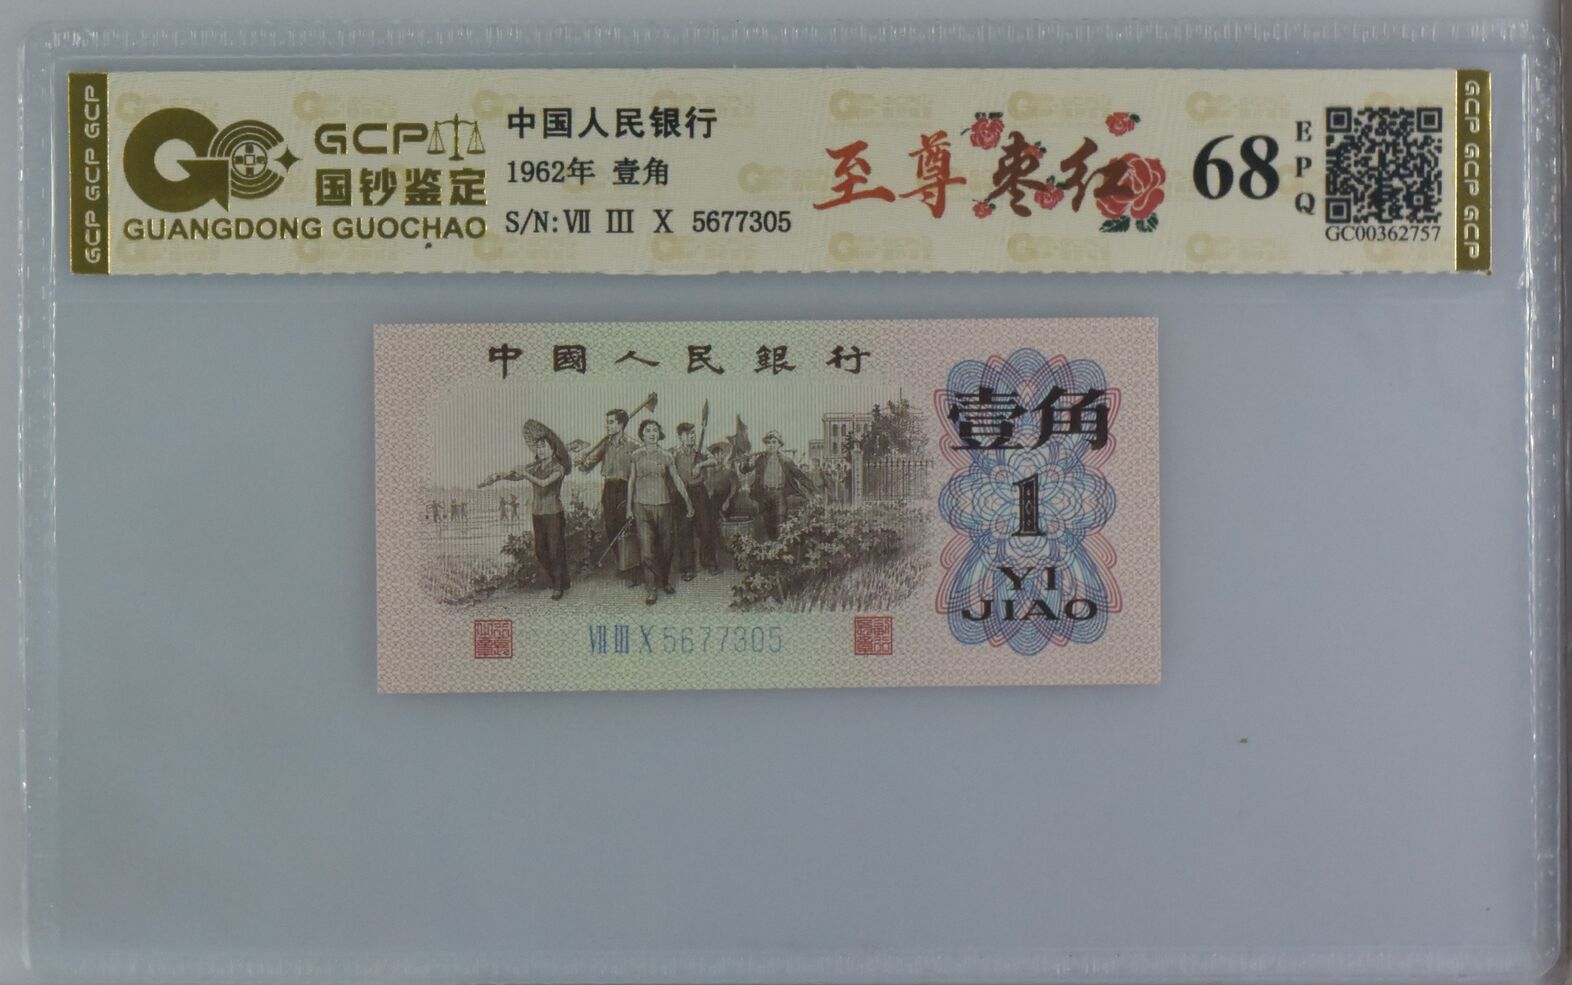 GCP GCP GCP
GCP
国钞鉴定
GUANGDONG GUOCHAO
中国人民银行
1962年 壹角
S/N: Ⅶ Ⅲ Ⅹ 5677305
至尊枣红
68
EPQ
GC00362757
GCP GCP GCP
中國人民銀行
壹角
1
YI
JIAO
Ⅶ Ⅲ Ⅹ 5677305